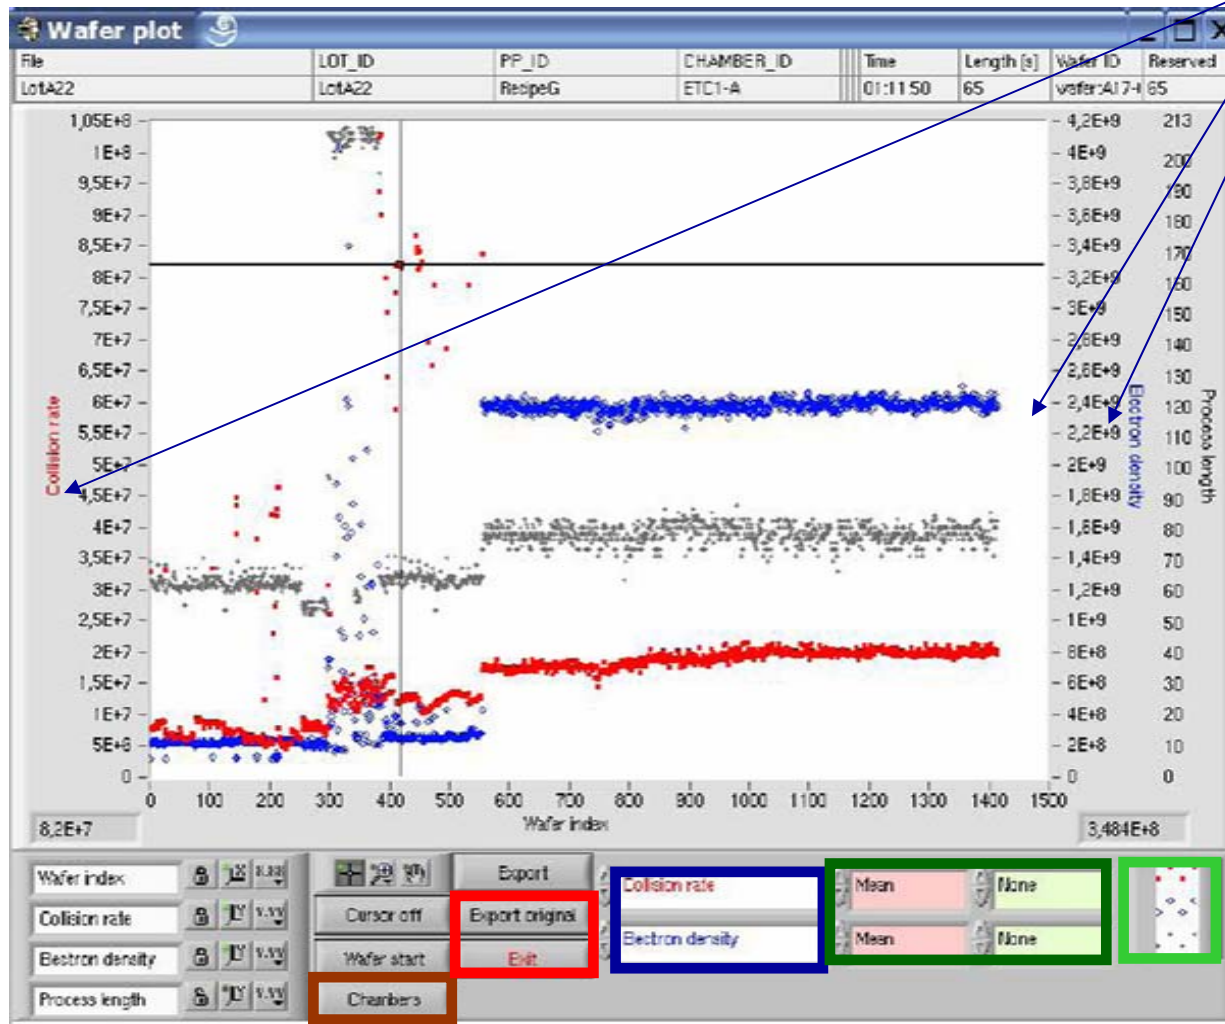 Wafer plot
File LOT_ID PP_ID CHAMBER_ID Time Length [s] Wafer ID Reserved
LotA22 LotA22 RecipeG ETC1-A 01:11:50 65 wafer:A17- 65
1,05E+8
1E+8
9,5E+7
9E+7
8,5E+7
8E+7
7,5E+7
7E+7
6,5E+7
6E+7
5,5E+7
5E+7
4,5E+7
4E+7
3,5E+7
3E+7
2,5E+7
2E+7
1,5E+7
1E+7
5E+6
0
Collision rate
4,2E+9
4E+9
3,8E+9
3,6E+9
3,4E+9
3,2E+9
3E+9
2,8E+9
2,6E+9
2,4E+9
2,2E+9
2E+9
1,8E+9
1,6E+9
1,4E+9
1,2E+9
1E+9
8E+8
6E+8
4E+8
2E+8
0
Electron density
213
200
190
180
170
160
150
140
130
120
110
100
90
80
70
60
50
40
30
20
10
0
Process length
0 100 200 300 400 500 600 700 800 900 1000 1100 1200 1300 1400 1500
Wafer index
8,2E+7 3,484E+8
Wafer index Export Collision rate Mean None
Collision rate Cursor off Export original
Electron density Wafer start Exit Electron density Mean None
Process length Chambers